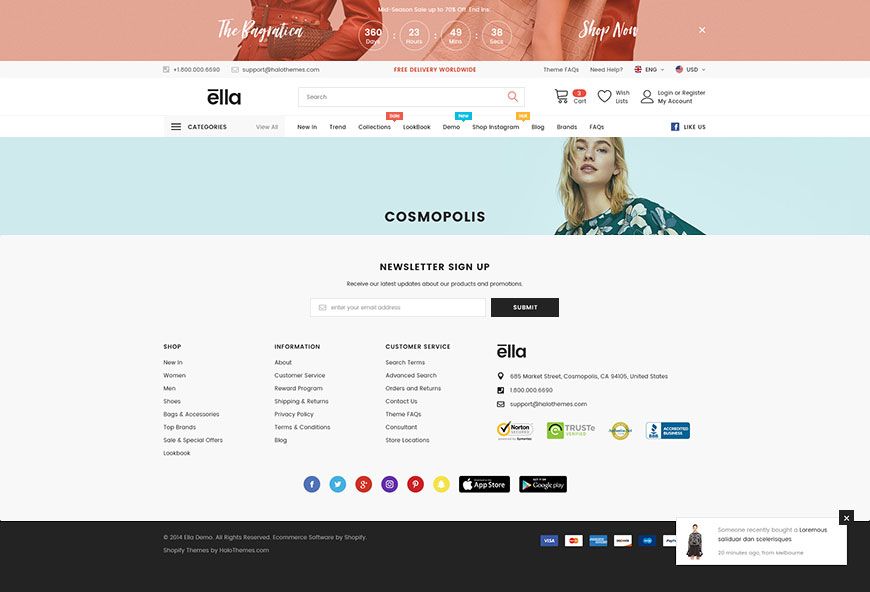 Mid-Season Sale up to 70% Off. End Ins:
The Bagratica
360 : 23 : 49 : 38
Days Hours Mins Secs
Shop Now
+1.800.000.6690 support@halothemes.com FREE DELIVERY WORLDWIDE Theme FAQs Need Help? ENG USD
ella
Search
3
Cart
Wish
Lists
Login or Register
My Account
Sale New Hot
CATEGORIES View All New In Trend Collections LookBook Demo Shop Instagram Blog Brands FAQs LIKE US
COSMOPOLIS
NEWSLETTER SIGN UP
Receive our latest updates about our products and promotions.
enter your email address SUBMIT
SHOP
New In
Women
Men
Shoes
Bags & Accessories
Top Brands
Sale & Special Offers
Lookbook
INFORMATION
About
Customer Service
Reward Program
Shipping & Returns
Privacy Policy
Terms & Conditions
Blog
CUSTOMER SERVICE
Search Terms
Advanced Search
Orders and Returns
Contact Us
Theme FAQs
Consultant
Store Locations
ella
685 Market Street, Cosmopolis, CA 94105, United States
1.800.000.6690
support@halothemes.com
Norton
SECURED
powered by Symantec
TRUSTe
VERIFIED
BBB
ACCREDITED
BUSINESS
App Store
GET IT ON
Google play
© 2014 Ella Demo. All Rights Reserved. Ecommerce Software by Shopify.
Shopify Themes by HaloThemes.com
VISA
Someone recently bought a Loremous
saliduar dan scelerisques
20 minutes ago, from Melbourne